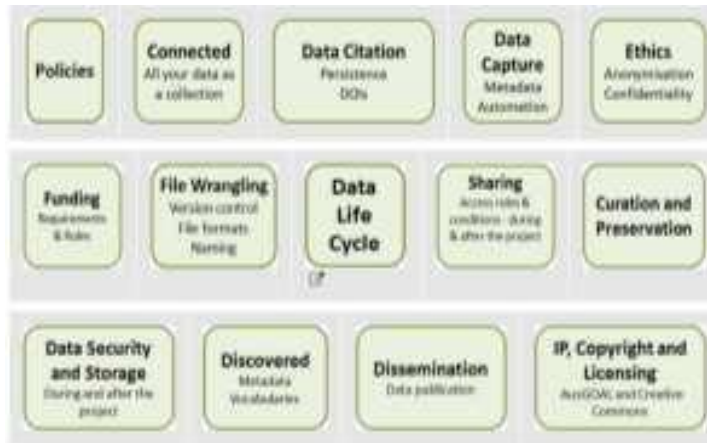 Policies
Connected
All your data as
a collection
Data Citation
Persistence
DOIs
Data
Capture
Metadata
Automation
Ethics
Anonymisation
Confidentiality
Funding
Requirements
& Rules
File Wrangling
Version control
File formats
Naming
Data
Life
Cycle
Sharing
Access rules &
conditions - during
& after the project
Curation and
Preservation
Data Security
and Storage
During and after the
project
Discovered
Metadata
Vocabularies
Dissemination
Data publication
IP, Copyright and
Licensing
AusGOAL and Creative
Commons